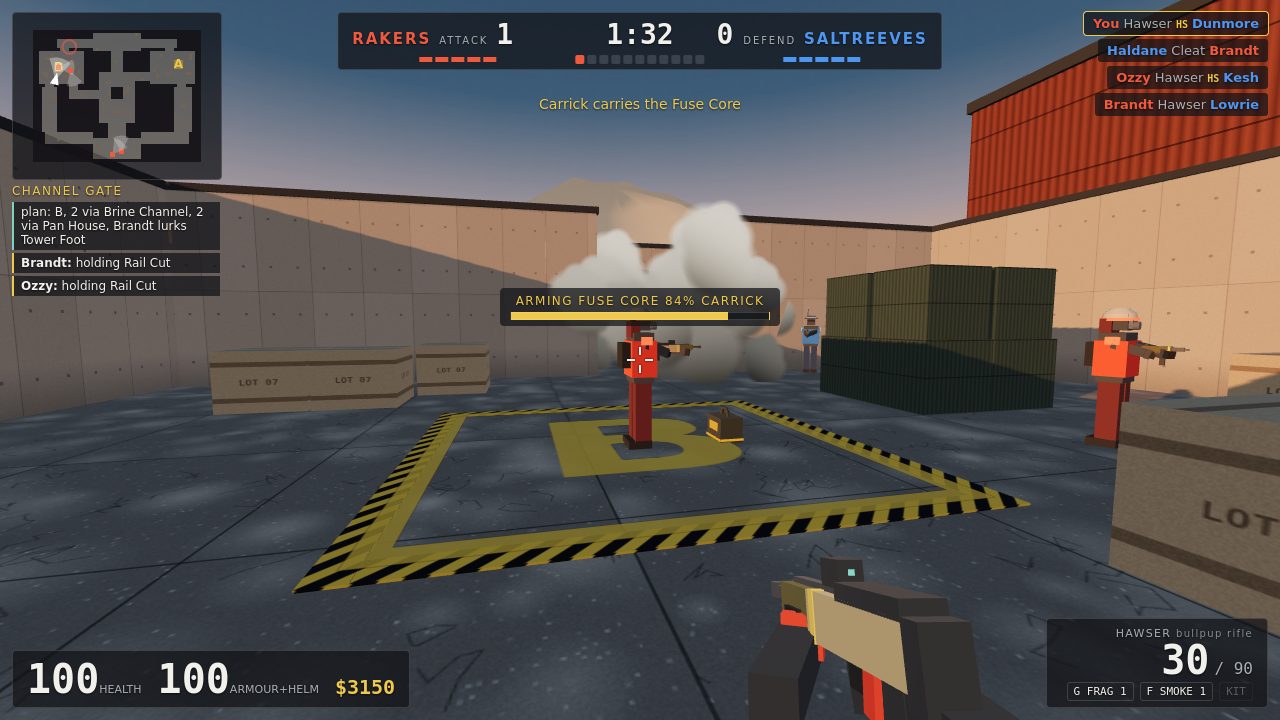 RAKERS ATTACK 1 1:32 0 DEFEND SALTREEVES
Carrick carries the Fuse Core
You Hawser HS Dunmore
Haldane Cleat Brandt
Ozzy Hawser HS Kesh
Brandt Hawser Lowrie
B A
CHANNEL GATE
plan: B, 2 via Brine Channel, 2
via Pan House, Brandt lurks
Tower Foot
Brandt: holding Rail Cut
Ozzy: holding Rail Cut
ARMING FUSE CORE 84% CARRICK
LOT 07 LOT 07 07 LOT 07
B
LOT
100 HEALTH 100 ARMOUR+HELM $3150
HAWSER bullpup rifle
30 / 90
G FRAG 1 F SMOKE 1 KIT